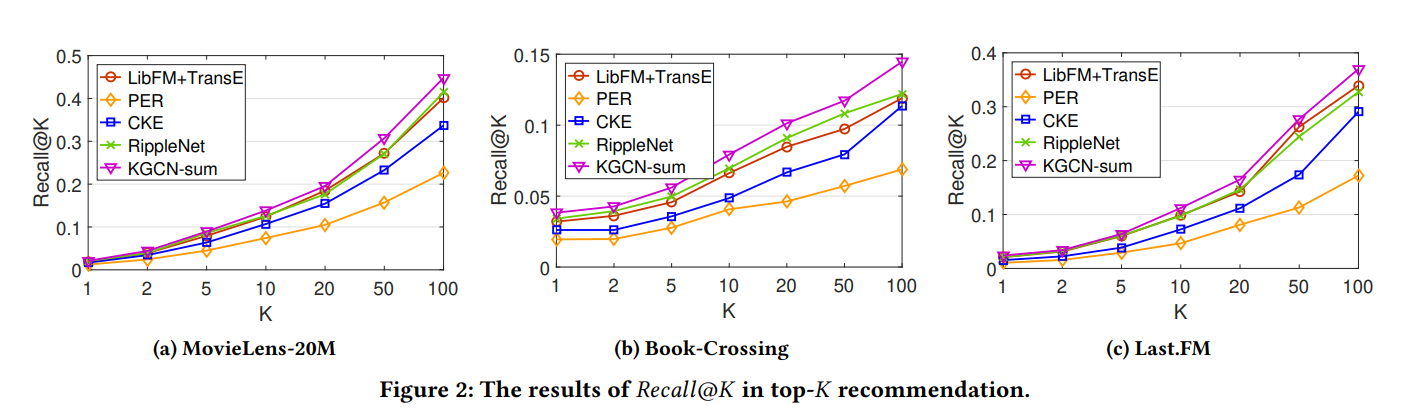 0.5
0.4
0.3
0.2
0.1
0
Recall@K
LibFM+TransE
PER
CKE
RippleNet
KGCN-sum
1 2 5 10 20 50 100
K
(a) MovieLens-20M
0.15
0.1
0.05
0
Recall@K
LibFM+TransE
PER
CKE
RippleNet
KGCN-sum
1 2 5 10 20 50 100
K
(b) Book-Crossing
0.4
0.3
0.2
0.1
0
Recall@K
LibFM+TransE
PER
CKE
RippleNet
KGCN-sum
1 2 5 10 20 50 100
K
(c) Last.FM
Figure 2: The results of Recall@K in top-K recommendation.